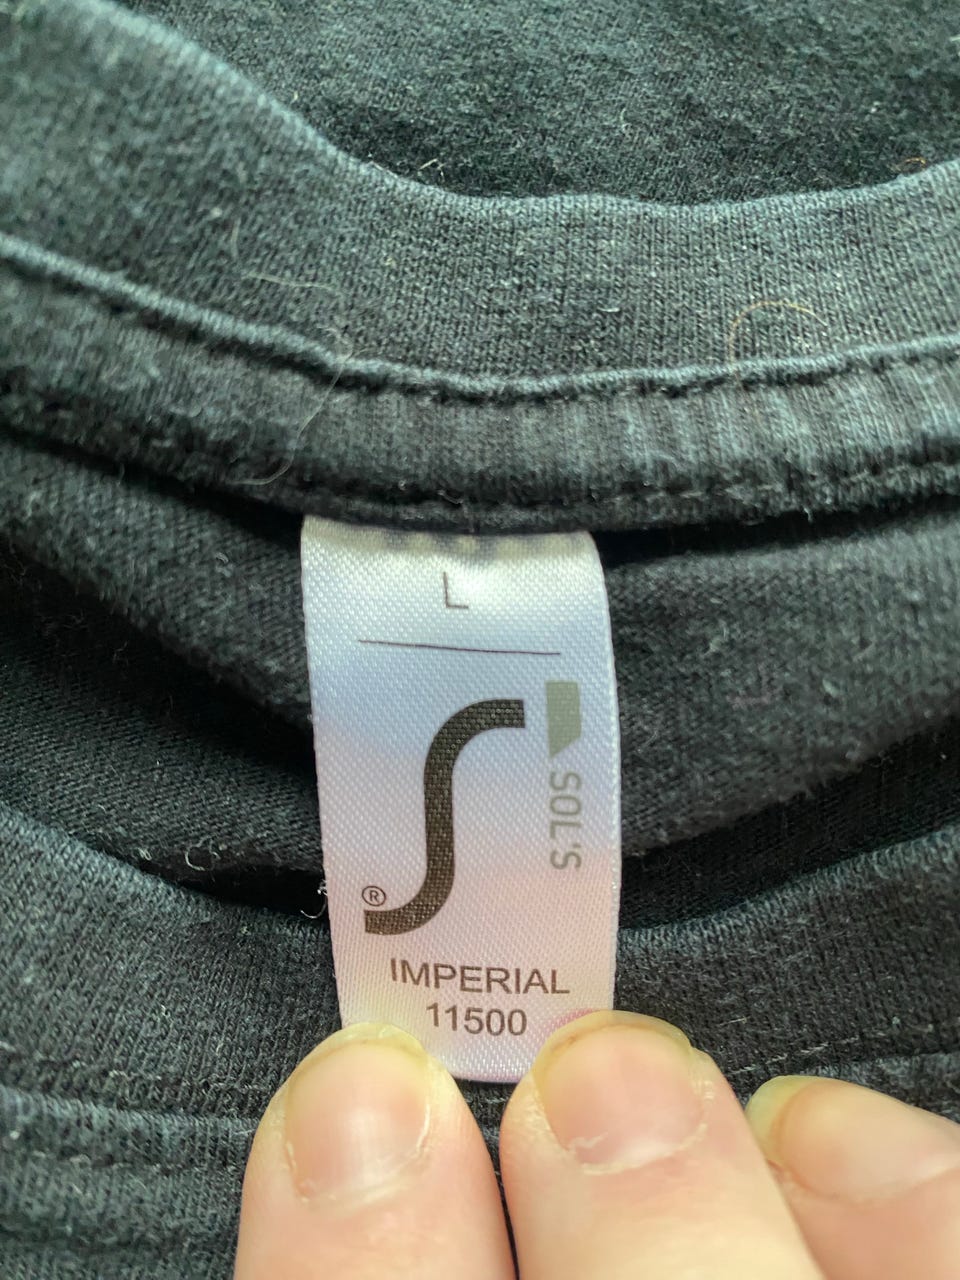 L
SOL'S
®
IMPERIAL
11500